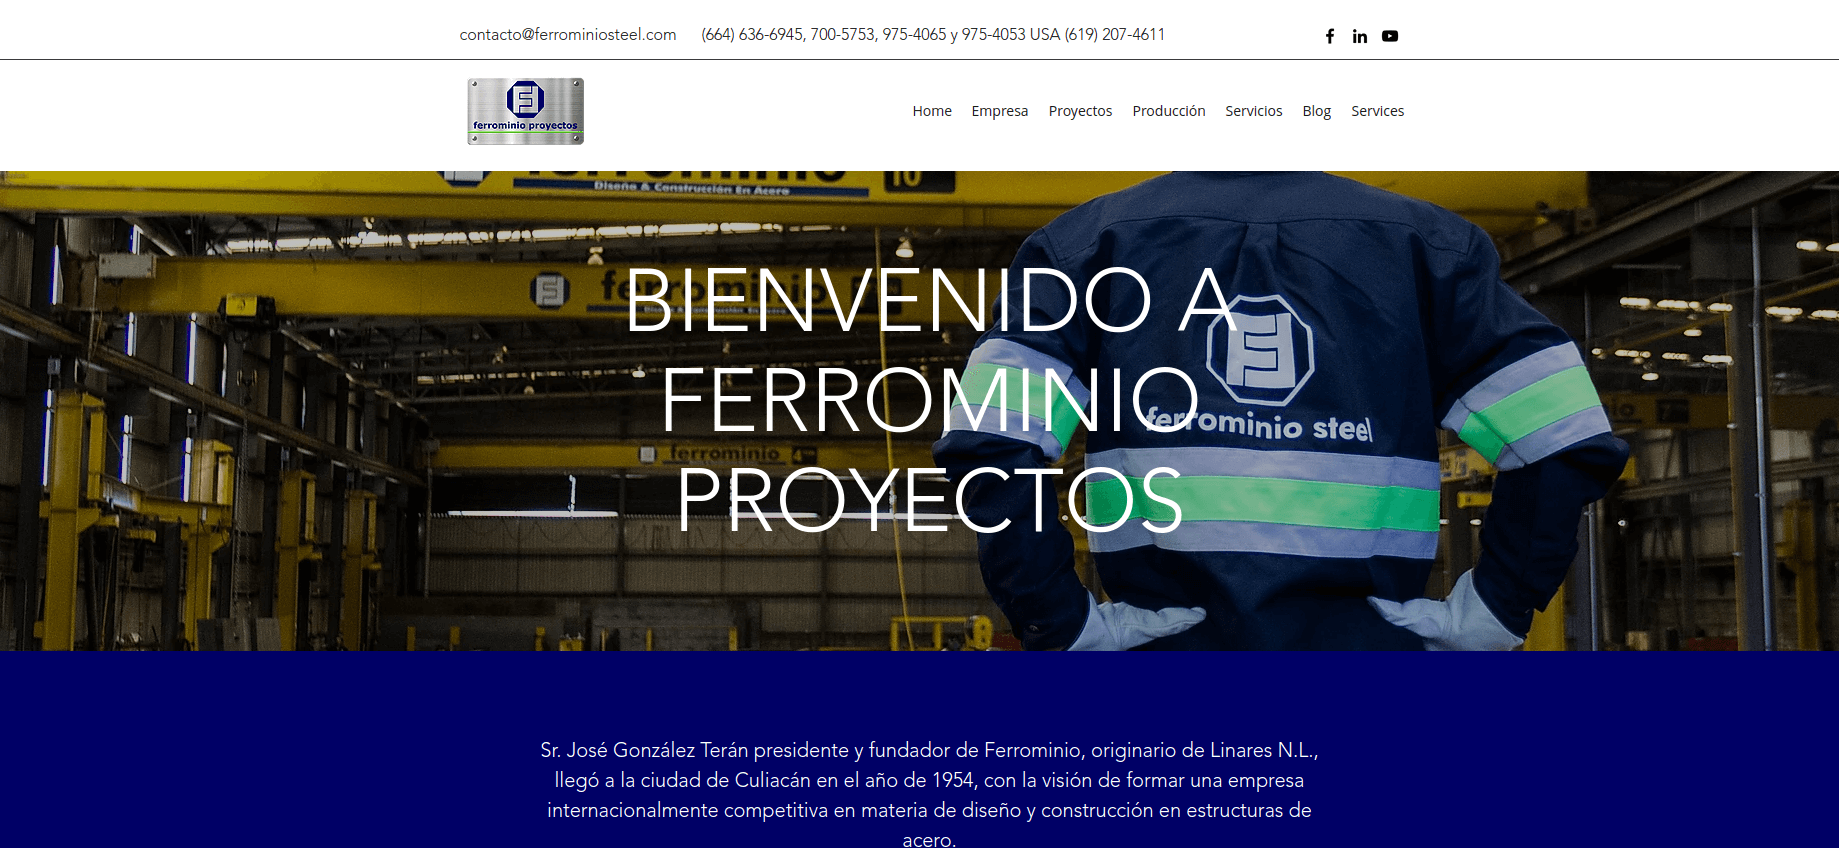 contacto@ferrominiosteel.com (664) 636-6945, 700-5753, 975-4065 y 975-4053 USA (619) 207-4611
ferrominio proyectos
Home Empresa Proyectos Producción Servicios Blog Services
ferrominio 10
Diseño & Construcción En Acero
ferrominio
BIENVENIDO A
FERROMINIO
PROYECTOS
ferrominio steel
ferrominio
Sr. José González Terán presidente y fundador de Ferrominio, originario de Linares N.L.,
llegó a la ciudad de Culiacán en el año de 1954, con la visión de formar una empresa
internacionalmente competitiva en materia de diseño y construcción en estructuras de
acero.